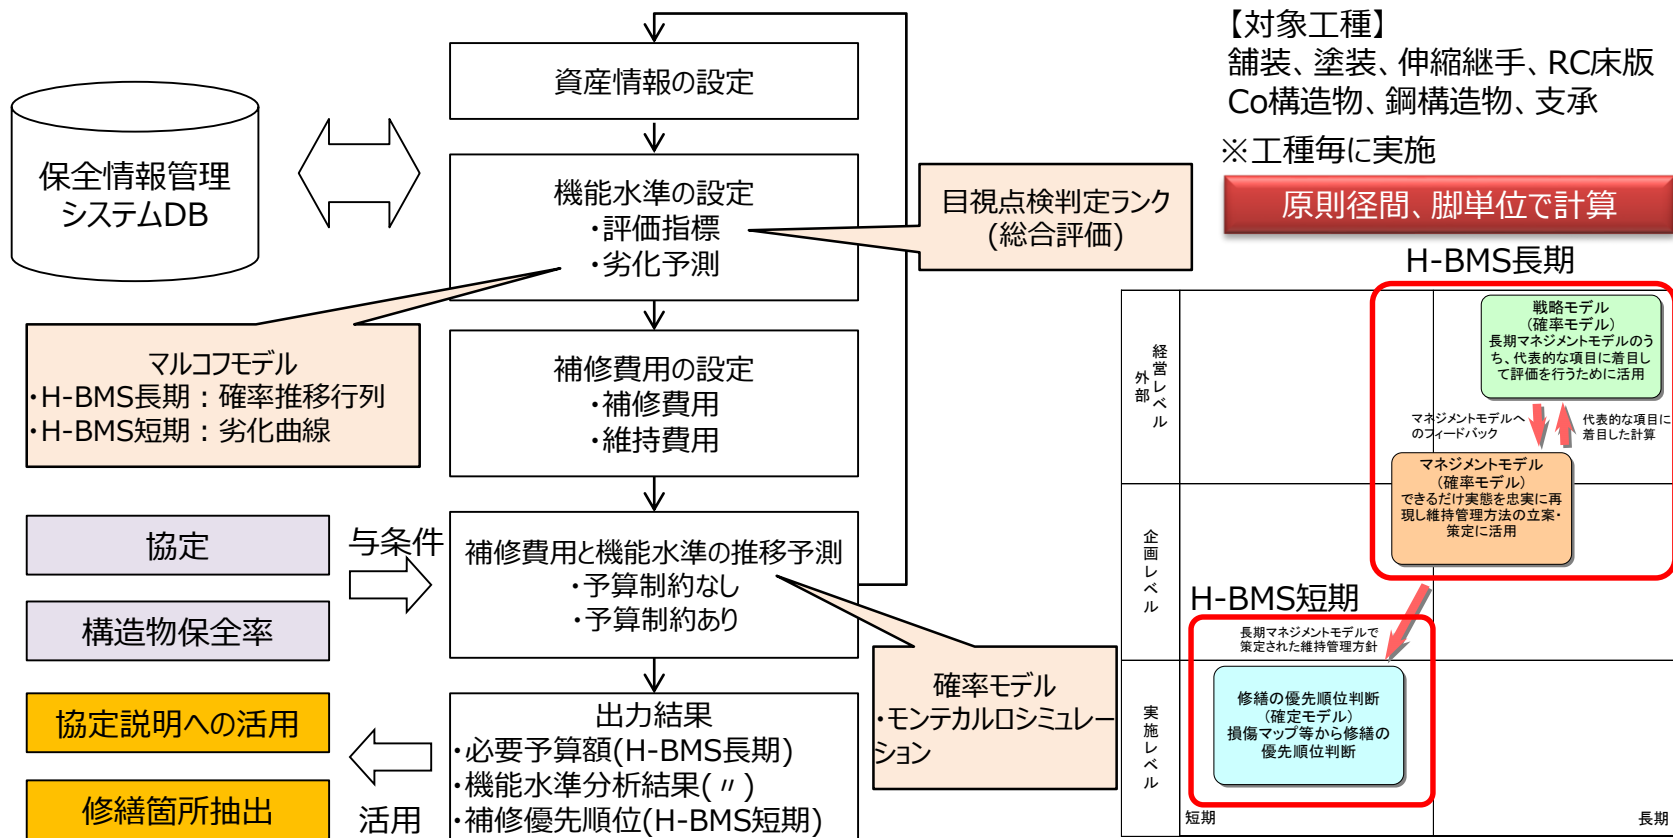 資産情報の設定
保全情報管理
システムDB
機能水準の設定
・評価指標
・劣化予測
目視点検判定ランク
(総合評価)
マルコフモデル
・H-BMS長期：確率推移行列
・H-BMS短期：劣化曲線
補修費用の設定
・補修費用
・維持費用
協定
構造物保全率
与条件
補修費用と機能水準の推移予測
・予算制約なし
・予算制約あり
確率モデル
・モンテカルロシミュレー
ション
出力結果
・必要予算額(H-BMS長期)
・機能水準分析結果(〃)
・補修優先順位(H-BMS短期)
協定説明への活用
修繕箇所抽出
活用
【対象工種】
舗装、塗装、伸縮継手、RC床版
Co構造物、鋼構造物、支承
※工種毎に実施
原則径間、脚単位で計算
H-BMS長期
経営レベル
外部
戦略モデル
(確率モデル)
長期マネジメントモデルのう
ち、代表的な項目に着目し
て評価を行うために活用
マネジメントモデルへ
のフィードバック
代表的な項目に
着目した計算
マネジメントモデル
(確率モデル)
できるだけ実態を忠実に再
現し維持管理方法の立案・
策定に活用
企画レベル
H-BMS短期
長期マネジメントモデルで
策定された維持管理方針
実施レベル
修繕の優先順位判断
(確定モデル)
損傷マップ等から修繕の
優先順位判断
短期
長期